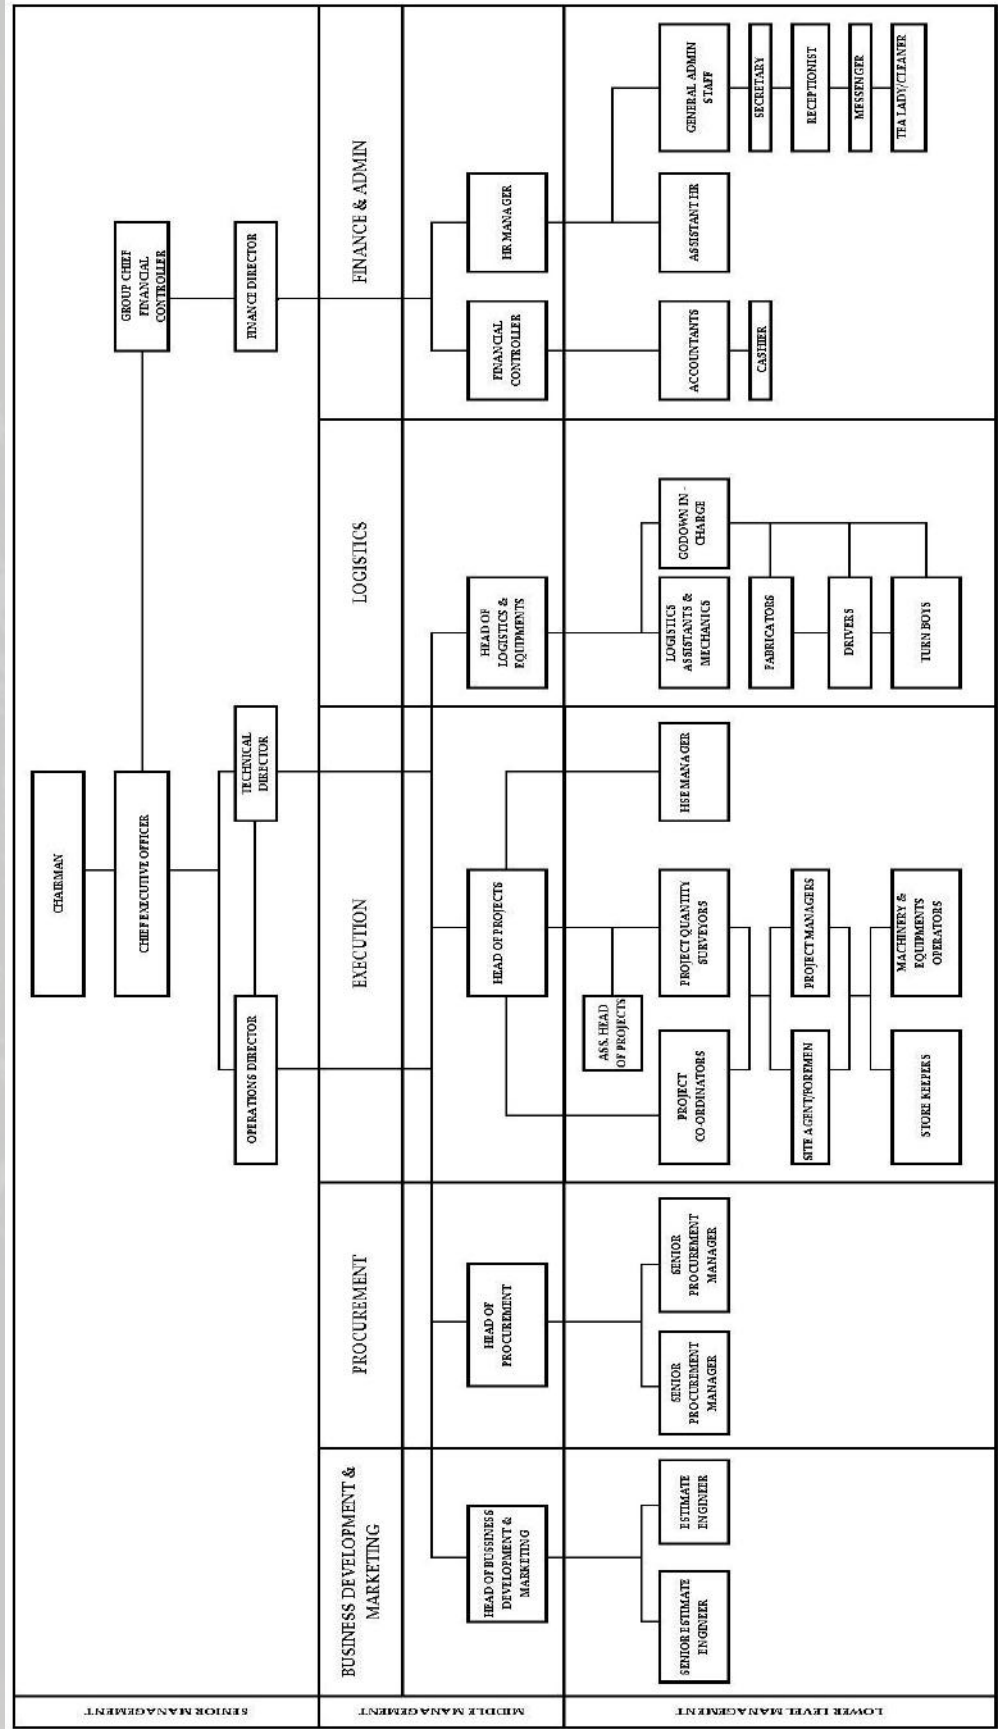 CHAIRMAN
CHIEF EXECUTIVE OFFICER
GROUP CHIEF
FINANCIAL
CONTROLLER
OPERATIONS DIRECTOR
TECHNICAL
DIRECTOR
FINANCE DIRECTOR
SENIOR MANAGEMENT
BUSINESS DEVELOPMENT &
MARKETING
PROCUREMENT
EXECUTION
LOGISTICS
FINANCE & ADMIN
MIDDLE MANAGEMENT
HEAD OF BUSSINESS
DEVELOPMENT &
MARKETING
HEAD OF
PROCUREMENT
HEAD OF PROJECTS
HEAD OF
LOGISTICS &
EQUIPMENTS
FINANCIAL
CONTROLLER
HR MANAGER
LOWER LEVEL MANAGEMENT
SENIOR ESTIMATE
ENGINEER
ESTIMATE
ENGINEER
SENIOR
PROCUREMENT
MANAGER
SENIOR
PROCUREMENT
MANAGER
ASS. HEAD
OF PROJECTS
PROJECT
CO-ORDINATORS
PROJECT QUANTITY
SURVEYORS
HSE MANAGER
SITE AGENT/FOREMEN
PROJECT MANAGERS
STORE KEEPERS
MACHINERY &
EQUIPMENTS
OPERATORS
LOGISTICS
ASSISTANTS &
MECHANICS
GODOWN IN -
CHARGE
FABRICATORS
DRIVERS
TURN BOYS
ACCOUNTANTS
CASHIER
ASSISTANT HR
GENERAL ADMIN
STAFF
SECRETARY
RECEPTIONIST
MESSENGER
TEA LADY/CLEANER